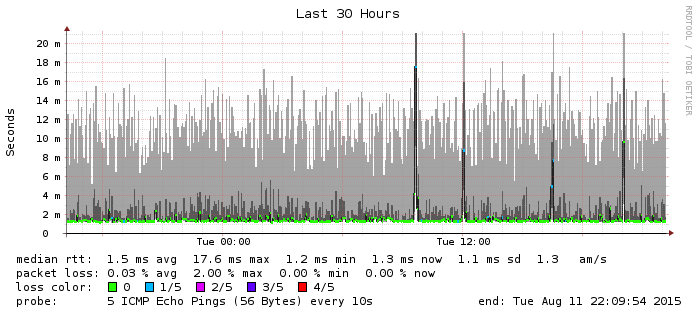 Last 30 Hours
RRDTOOL / TOBI OETIKER
Seconds
20 m
18 m
16 m
14 m
12 m
10 m
8 m
6 m
4 m
2 m
0
Tue 00:00 Tue 12:00
median rtt: 1.5 ms avg 17.6 ms max 1.2 ms min 1.3 ms now 1.1 ms sd 1.3 am/s
packet loss: 0.03 % avg 2.00 % max 0.00 % min 0.00 % now
loss color: 0 1/5 2/5 3/5 4/5
probe: 5 ICMP Echo Pings (56 Bytes) every 10s end: Tue Aug 11 22:09:54 2015